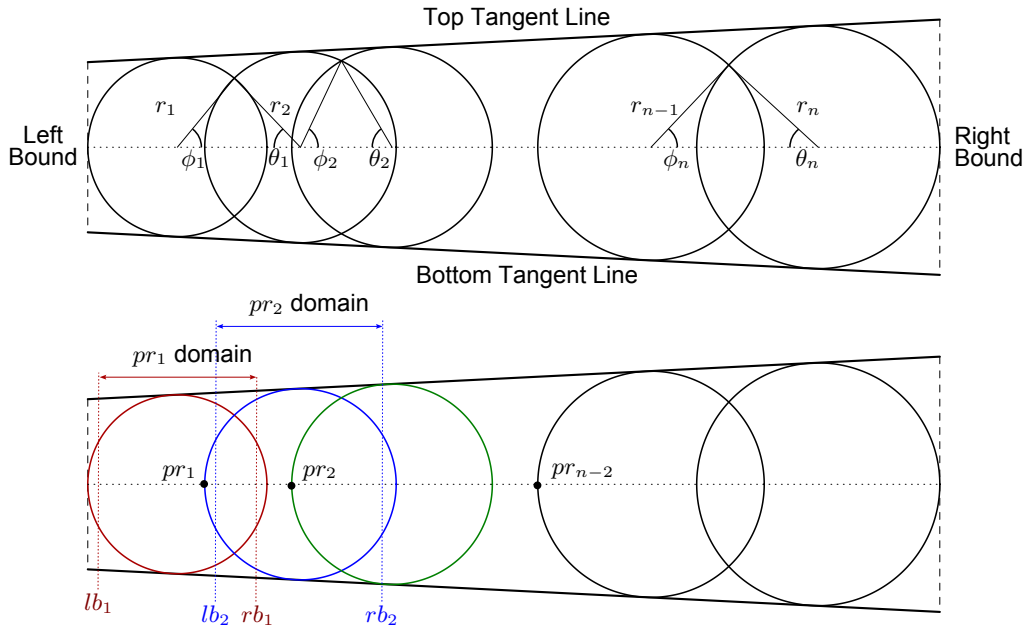 Top Tangent Line
r₁
r₂
rₙ₋₁
rₙ
Left
Bound
Right
Bound
ϕ₁
θ₁
ϕ₂
θ₂
ϕₙ
θₙ
Bottom Tangent Line
pr₂ domain
pr₁ domain
pr₁
pr₂
prₙ₋₂
lb₁
lb₂
rb₁
rb₂